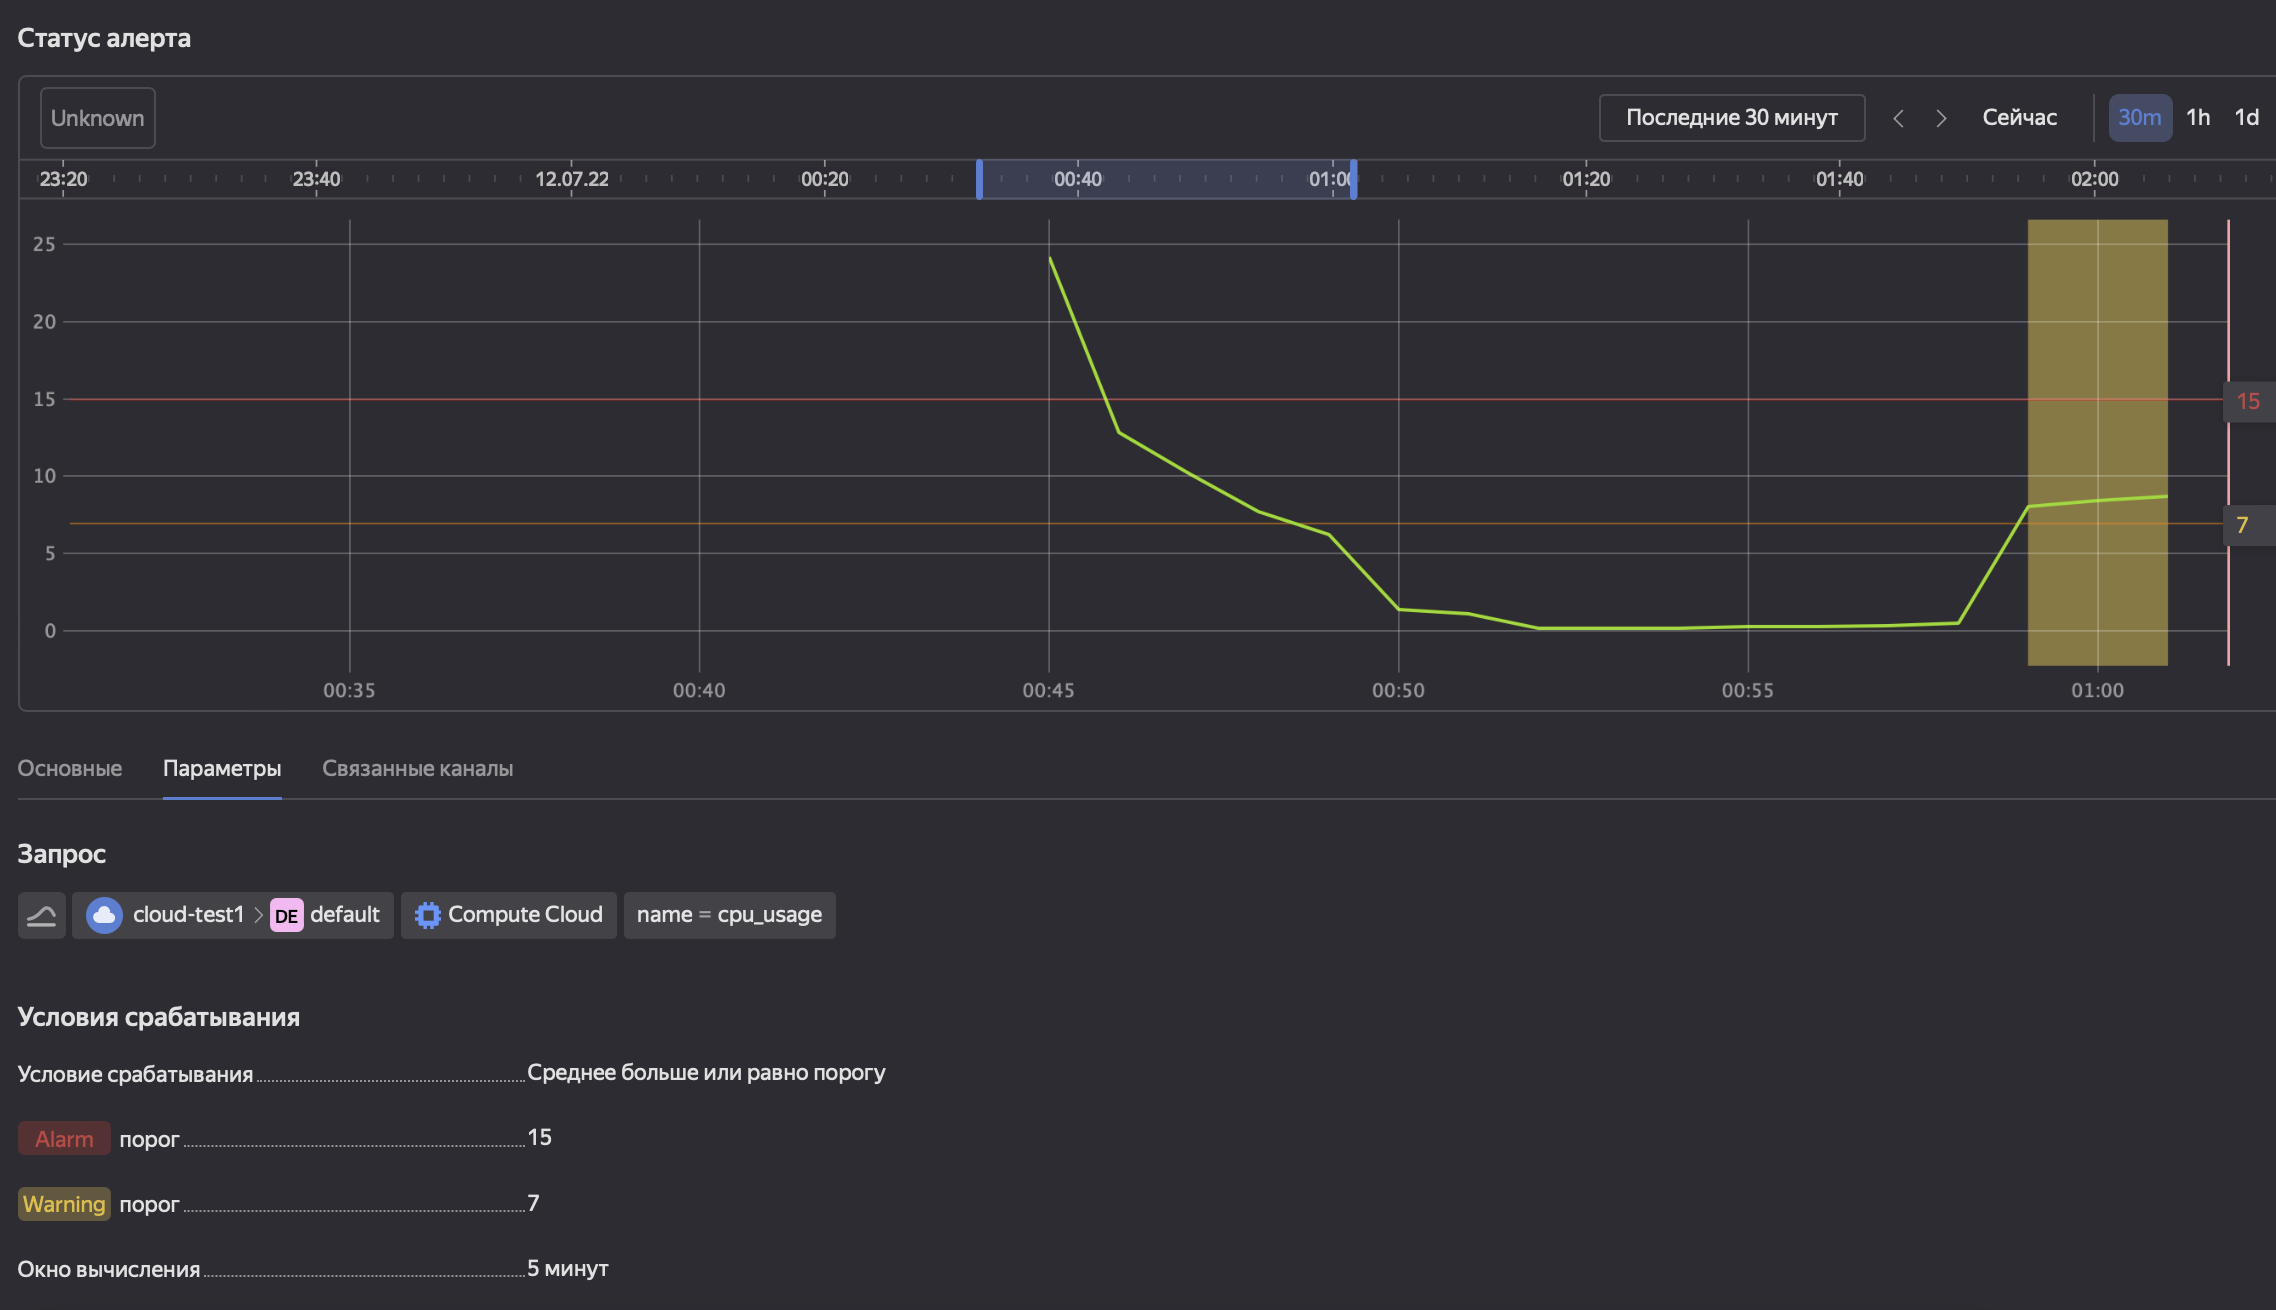 Статус алерта
Unknown
Последние 30 минут
Сейчас
30m 1h 1d
23:20 23:40 12.07.22 00:20 00:40 01:00 01:20 01:40 02:00
25
20
15
15
10
7
5
0
00:35 00:40 00:45 00:50 00:55 01:00
Основные Параметры Связанные каналы
Запрос
cloud-test1 > DE default Compute Cloud name = cpu_usage
Условия срабатывания
Условие срабатывания Среднее больше или равно порогу
Alarm порог 15
Warning порог 7
Окно вычисления 5 минут